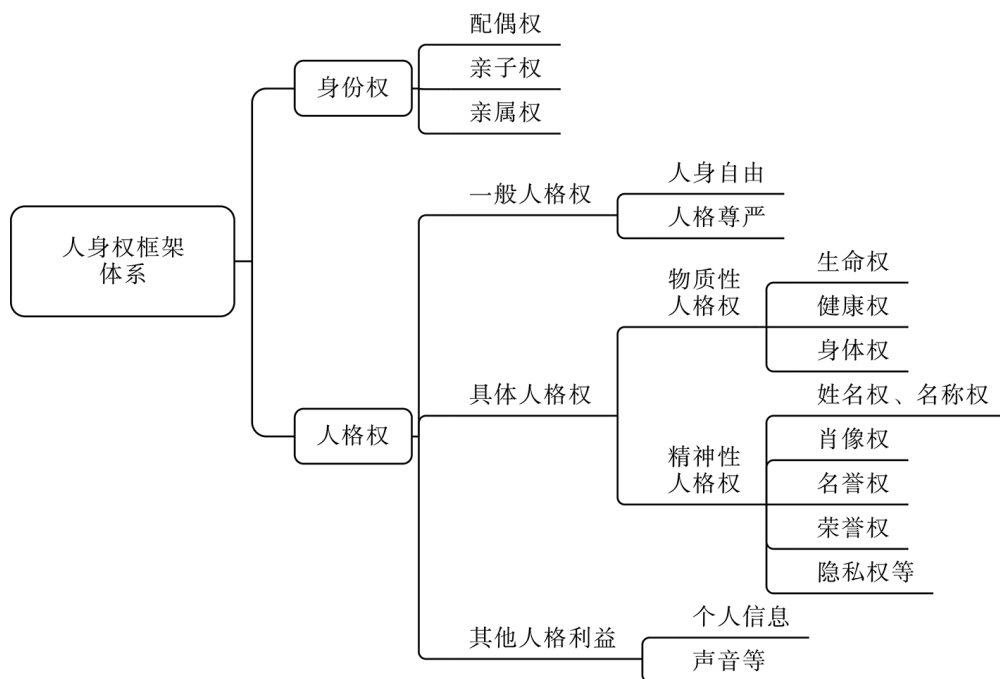 人身权框架
体系
身份权
配偶权
亲子权
亲属权
人格权
一般人格权
人身自由
人格尊严
具体人格权
物质性
人格权
生命权
健康权
身体权
精神性
人格权
姓名权、名称权
肖像权
名誉权
荣誉权
隐私权等
其他人格利益
个人信息
声音等